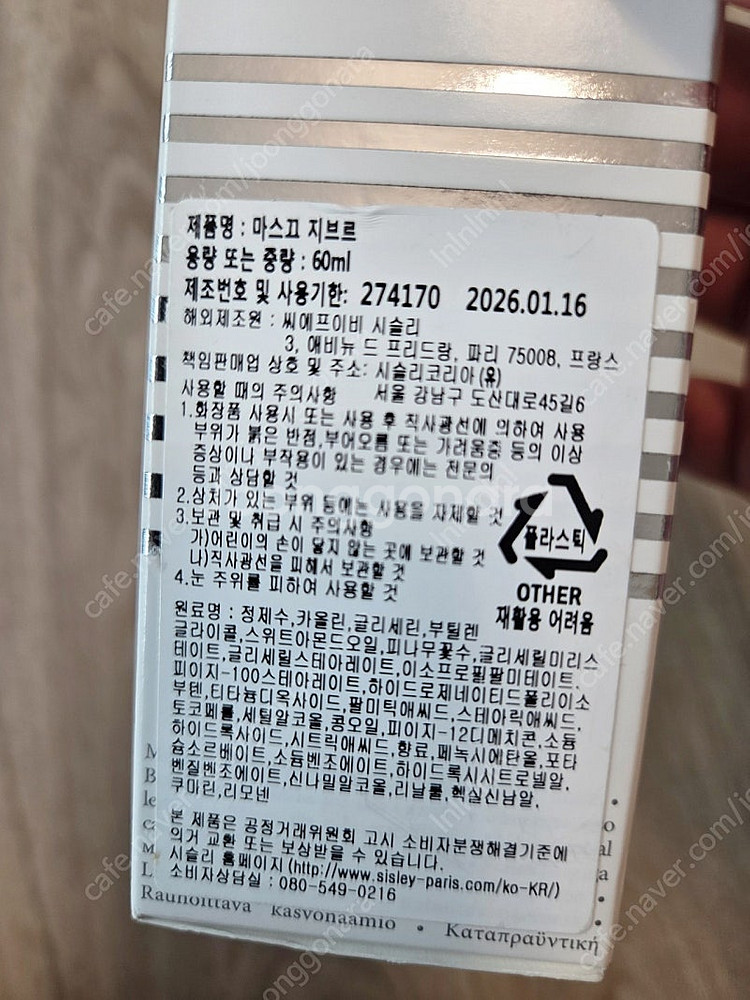 제품명 : 마스끄 지브르
용량 또는 중량 : 60ml
제조번호 및 사용기한: 274170 2026.01.16
해외제조원 : 씨에프이비 시슬리
3, 애비뉴 드 프리드랑, 파리 75008, 프랑스
책임판매업 상호 및 주소: 시슬리코리아(유)
서울 강남구 도산대로45길6
사용할 때의 주의사항
1.화장품 사용시 또는 사용 후 직사광선에 의하여 사용
부위가 붉은 반점,부어오름 또는 가려움증 등의 이상
증상이나 부작용이 있는 경우에는 전문의
등과 상담할 것
2.상처가 있는 부위 등에는 사용을 자제할 것
3.보관 및 취급 시 주의사항
가)어린이의 손이 닿지 않는 곳에 보관할 것
나)직사광선을 피해서 보관할 것
4.눈 주위를 피하여 사용할 것
플라스틱
OTHER
재활용 어려움
원료명 : 정제수,카올린,글리세린,부틸렌
글라이콜,스위트아몬드오일,피나무꽃수,글리세릴미리스
테이트,글리세릴스테아레이트,이소프로필팔미테이트,
피이지-100스테아레이트,하이드로제네이티드폴리이소
부텐,티타늄디옥사이드,팔미틱애씨드,스테아릭애씨드,
토코페롤,세틸알코올,콩오일,피이지-12디메치콘,소듐
하이드록사이드,시트릭애씨드,향료,페녹시에탄올,포타
슘소르베이트,소듐벤조에이트,하이드록시시트로넬알,
벤질벤조에이트,신나밀알코올,리날룰,헥실신남알,
쿠마린,리모넨
본 제품은 공정거래위원회 고시 소비자분쟁해결기준에
의거 교환 또는 보상받을 수 있습니다.
시슬리 홈페이지(http://www.sisley-paris.com/ko-KR/)
소비자상담실 : 080-549-0216
Rauhoittava kasvonaamio • Καταπραϋντική
cafe.naver.com/joonggonara
joonggonara